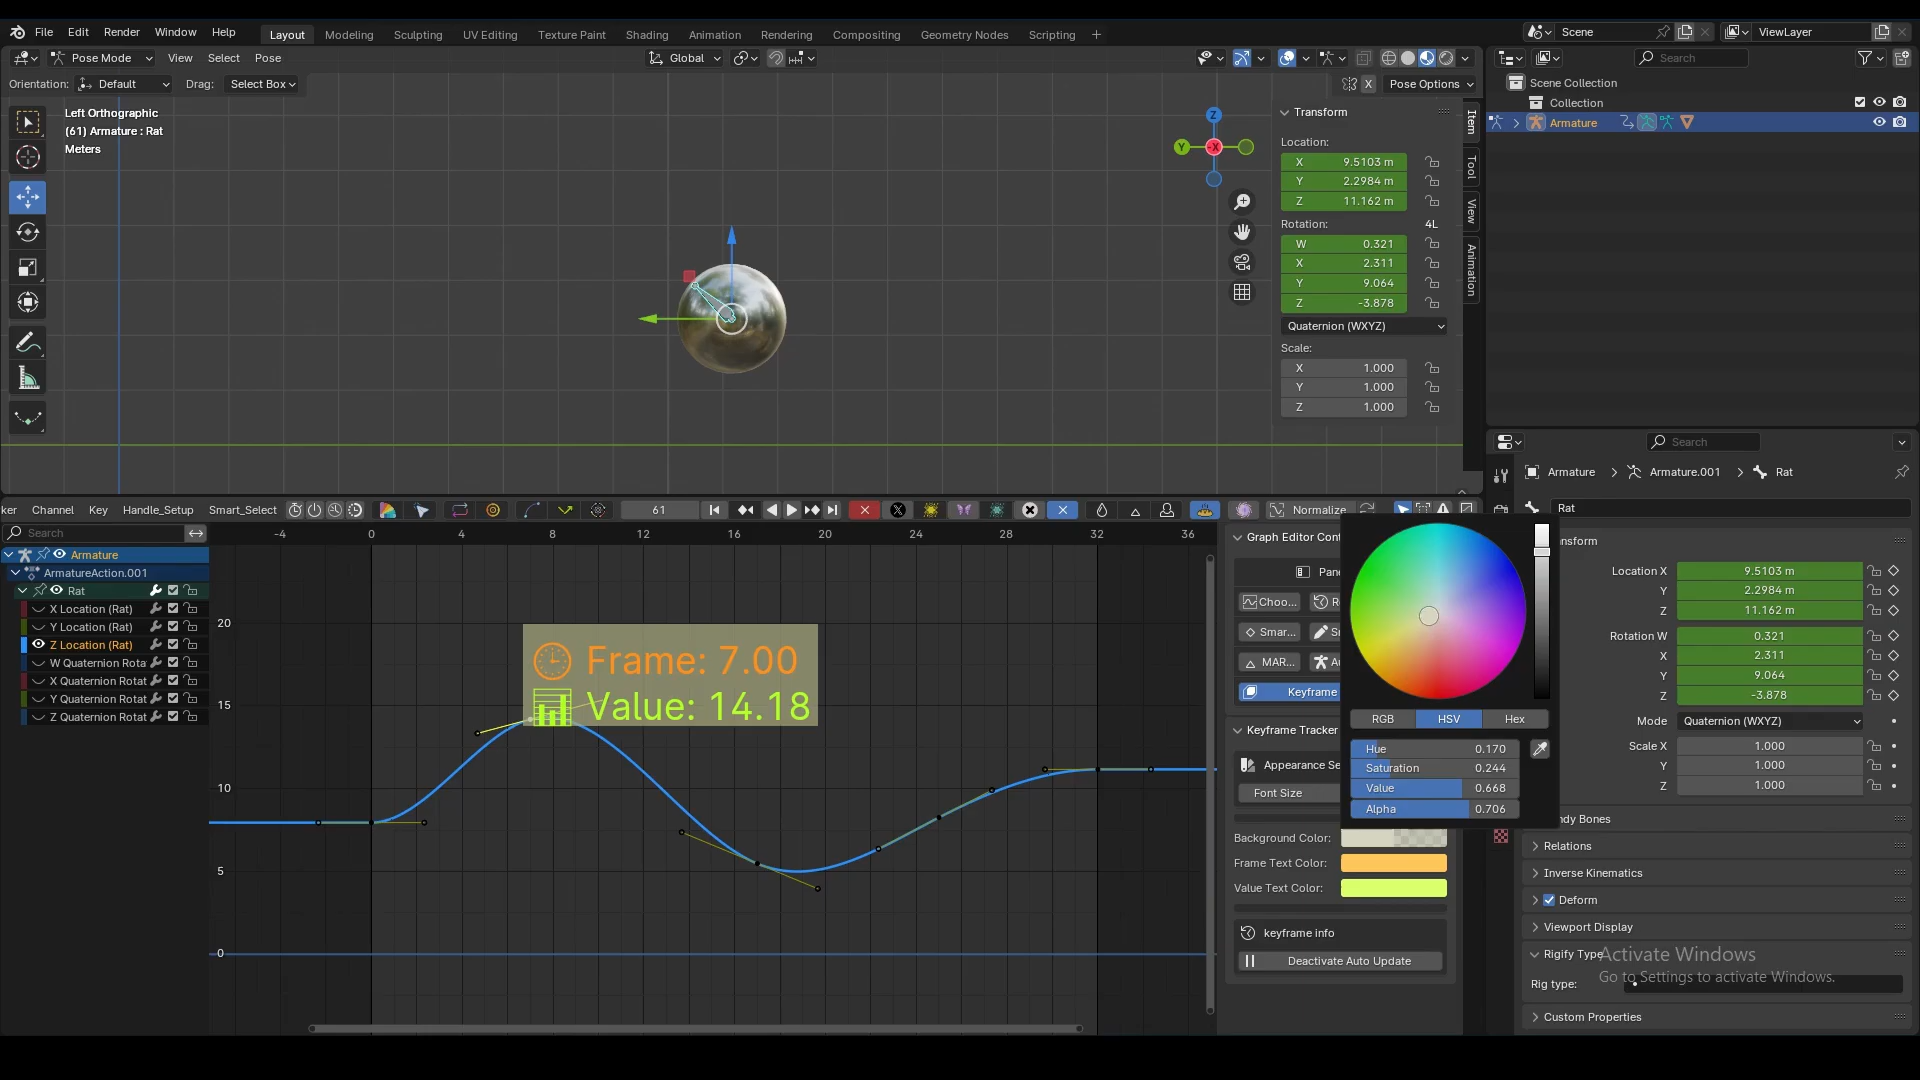 File Edit Render Window Help Layout Modeling Sculpting UV Editing Texture Paint Shading Animation Rendering Compositing Geometry Nodes Scripting + Scene ViewLayer
Pose Mode View Select Pose Global Search
Orientation: Default Drag: Select Box X Pose Options
Scene Collection
Collection
Armature
Left Orthographic
(61) Armature : Rat
Meters
Z
Y
-X
Transform
Location:
X 9.5103 m
Y 2.2984 m
Z 11.162 m
Rotation: 4L
W 0.321
X 2.311
Y 9.064
Z -3.878
Quaternion (WXYZ)
Scale:
X 1.000
Y 1.000
Z 1.000
Item
Tool
View
Animation
Search
Armature > Armature.001 > Rat
Rat
ker Channel Key Handle_Setup Smart_Select 61 Normalize
Search
Armature
ArmatureAction.001
Rat
X Location (Rat)
Y Location (Rat)
Z Location (Rat)
W Quaternion Rota
X Quaternion Rotat
Y Quaternion Rotat
Z Quaternion Rotat
-4 0 4 8 12 16 20 24 28 32 36
20
15
10
5
0
Frame: 7.00
Value: 14.18
Graph Editor Conf
Pane
Choo... R
Smar... S
MAR... A
Keyframe
Keyframe Tracker
Appearance Se
Font Size
Background Color:
Frame Text Color:
Value Text Color:
keyframe info
Deactivate Auto Update
RGB HSV Hex
Hue 0.170
Saturation 0.244
Value 0.668
Alpha 0.706
nsform
Location X 9.5103 m
Y 2.2984 m
Z 11.162 m
Rotation W 0.321
X 2.311
Y 9.064
Z -3.878
Mode Quaternion (WXYZ)
Scale X 1.000
Y 1.000
Z 1.000
ndy Bones
Relations
Inverse Kinematics
Deform
Viewport Display
Rigify Type
Rig type:
Custom Properties
Activate Windows
Go to Settings to activate Windows.